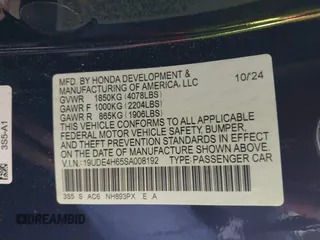 MFD. BY HONDA DEVELOPMENT &
MANUFACTURING OF AMERICA, LLC
10/24
GVWR 1850KG (4078LBS)
GAWR F 1000KG (2204LBS)
GAWR R 865KG (1906LBS)
THIS VEHICLE CONFORMS TO ALL APPLICABLE
FEDERAL MOTOR VEHICLE SAFETY, BUMPER,
AND THEFT PREVENTION STANDARDS IN EFFECT
ON THE DATE OF MANUFACTURE SHOWN ABOVE.
V.I.N.: 19UDE4H65SA008192 TYPE PASSENGER CAR
3S5 S AC6 NH893PX E A
3S5-A1
EPARAMBID